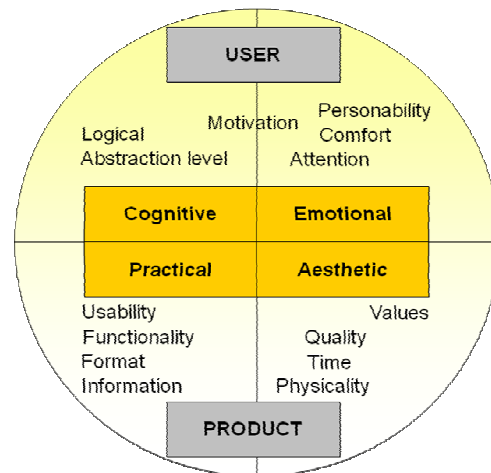 USER
Personability
Motivation
Logical
Comfort
Abstraction level
Attention
Cognitive
Emotional
Practical
Aesthetic
Usability
Values
Functionality
Quality
Format
Time
Information
Physicality
PRODUCT